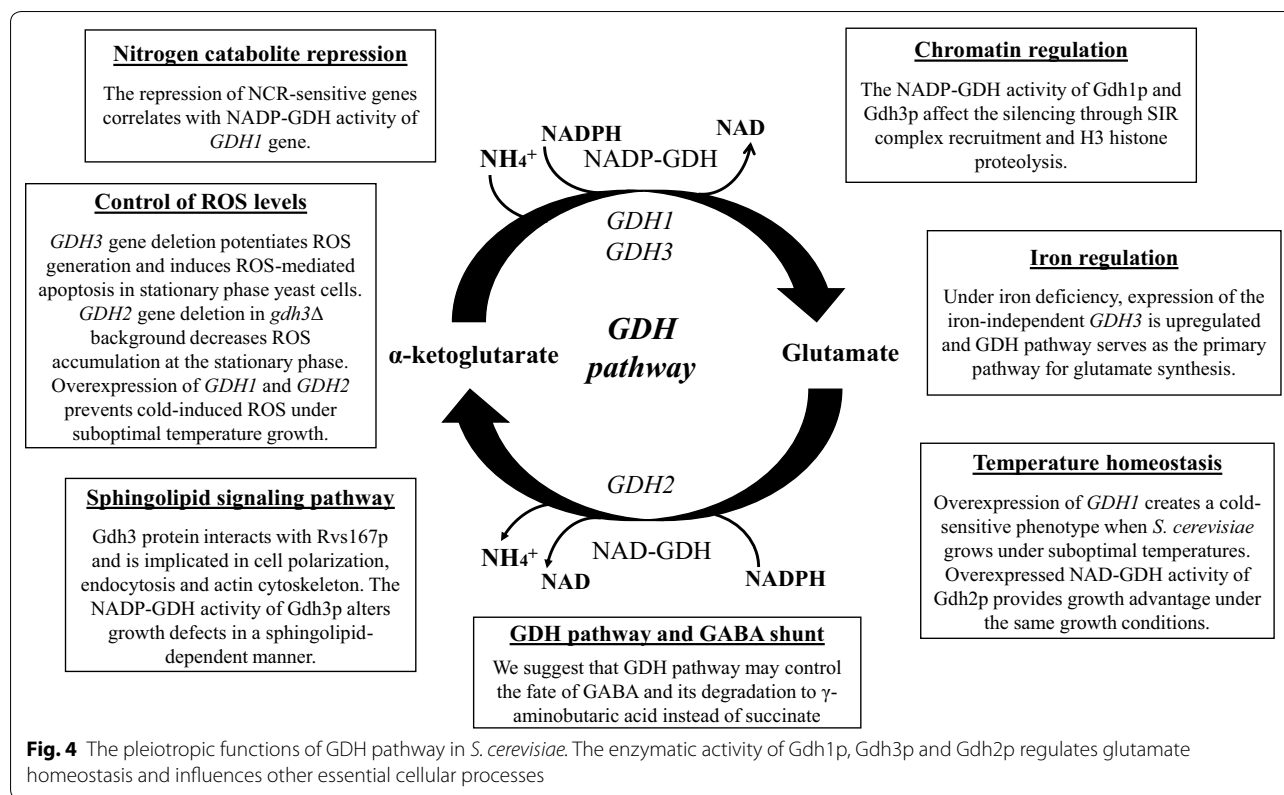 Nitrogen catabolite repression
The repression of NCR-sensitive genes
correlates with NADP-GDH activity of
GDH1 gene.
Control of ROS levels
GDH3 gene deletion potentiates ROS
generation and induces ROS-mediated
apoptosis in stationary phase yeast cells.
GDH2 gene deletion in gdh3Δ
background decreases ROS
accumulation at the stationary phase.
Overexpression of GDH1 and GDH2
prevents cold-induced ROS under
suboptimal temperature growth.
Sphingolipid signaling pathway
Gdh3 protein interacts with Rvs167p
and is implicated in cell polarization,
endocytosis and actin cytoskeleton. The
NADP-GDH activity of Gdh3p alters
growth defects in a sphingolipid-
dependent manner.
NH4+
NADPH
NAD
NADP-GDH
GDH1
GDH3
α-ketoglutarate
GDH
pathway
Glutamate
GDH2
NAD-GDH
NH4+
NAD
NADPH
GDH pathway and GABA shunt
We suggest that GDH pathway may control
the fate of GABA and its degradation to γ-
aminobutaric acid instead of succinate
Chromatin regulation
The NADP-GDH activity of Gdh1p and
Gdh3p affect the silencing through SIR
complex recruitment and H3 histone
proteolysis.
Iron regulation
Under iron deficiency, expression of the
iron-independent GDH3 is upregulated
and GDH pathway serves as the primary
pathway for glutamate synthesis.
Temperature homeostasis
Overexpression of GDH1 creates a cold-
sensitive phenotype when S. cerevisiae
grows under suboptimal temperatures.
Overexpressed NAD-GDH activity of
Gdh2p provides growth advantage under
the same growth conditions.
Fig. 4 The pleiotropic functions of GDH pathway in S. cerevisiae. The enzymatic activity of Gdh1p, Gdh3p and Gdh2p regulates glutamate
homeostasis and influences other essential cellular processes